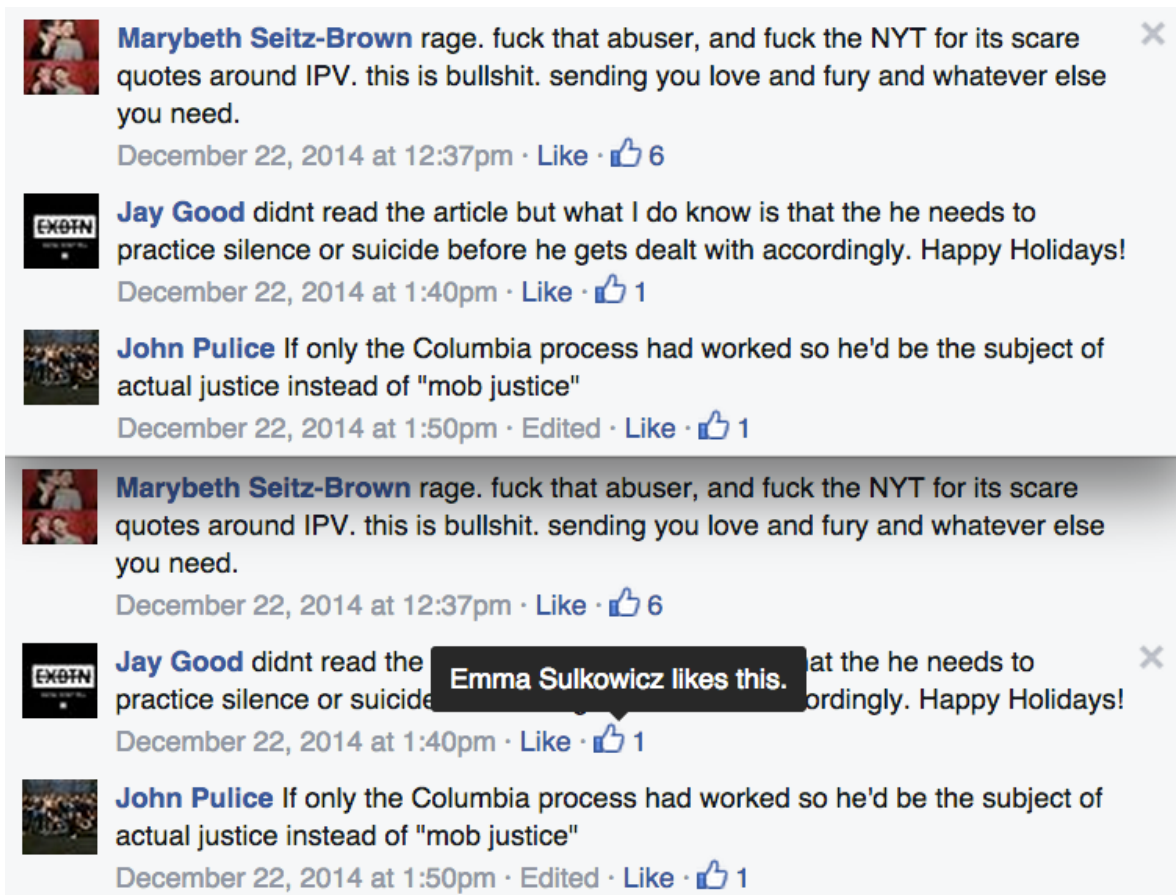 Marybeth Seitz-Brown rage. fuck that abuser, and fuck the NYT for its scare
quotes around IPV. this is bullshit. sending you love and fury and whatever else
you need.
December 22, 2014 at 12:37pm · Like · 6
EXBTN
Jay Good didnt read the article but what I do know is that the he needs to
practice silence or suicide before he gets dealt with accordingly. Happy Holidays!
December 22, 2014 at 1:40pm · Like · 1
John Pulice If only the Columbia process had worked so he'd be the subject of
actual justice instead of "mob justice"
December 22, 2014 at 1:50pm · Edited · Like · 1
Marybeth Seitz-Brown rage. fuck that abuser, and fuck the NYT for its scare
quotes around IPV. this is bullshit. sending you love and fury and whatever else
you need.
December 22, 2014 at 12:37pm · Like · 6
EXBTN
Jay Good didnt read the at the he needs to
Emma Sulkowicz likes this.
practice silence or suicide ordingly. Happy Holidays!
December 22, 2014 at 1:40pm · Like · 1
John Pulice If only the Columbia process had worked so he'd be the subject of
actual justice instead of "mob justice"
December 22, 2014 at 1:50pm · Edited · Like · 1